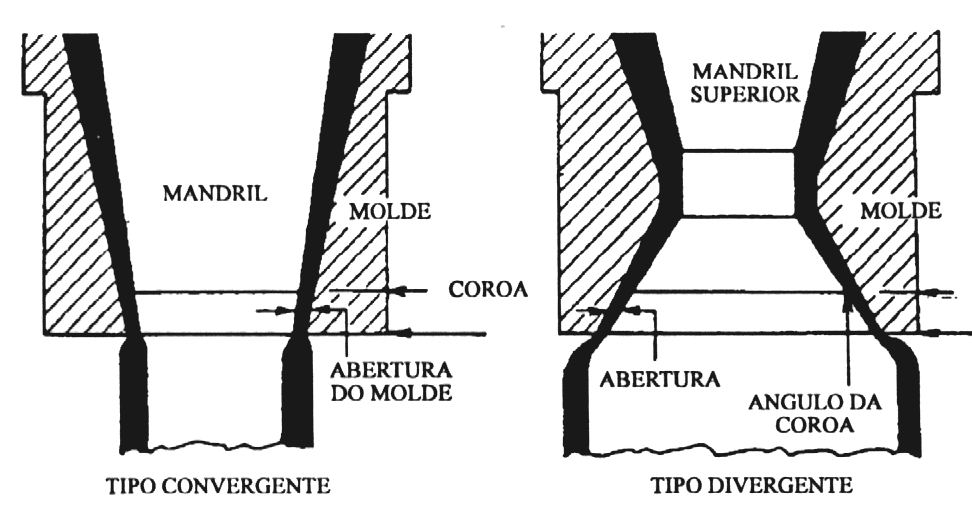 MANDRIL
MOLDE
COROA
ABERTURA
DO MOLDE
TIPO CONVERGENTE
MANDRIL
SUPERIOR
MOLDE
ABERTURA
ANGULO DA
COROA
TIPO DIVERGENTE